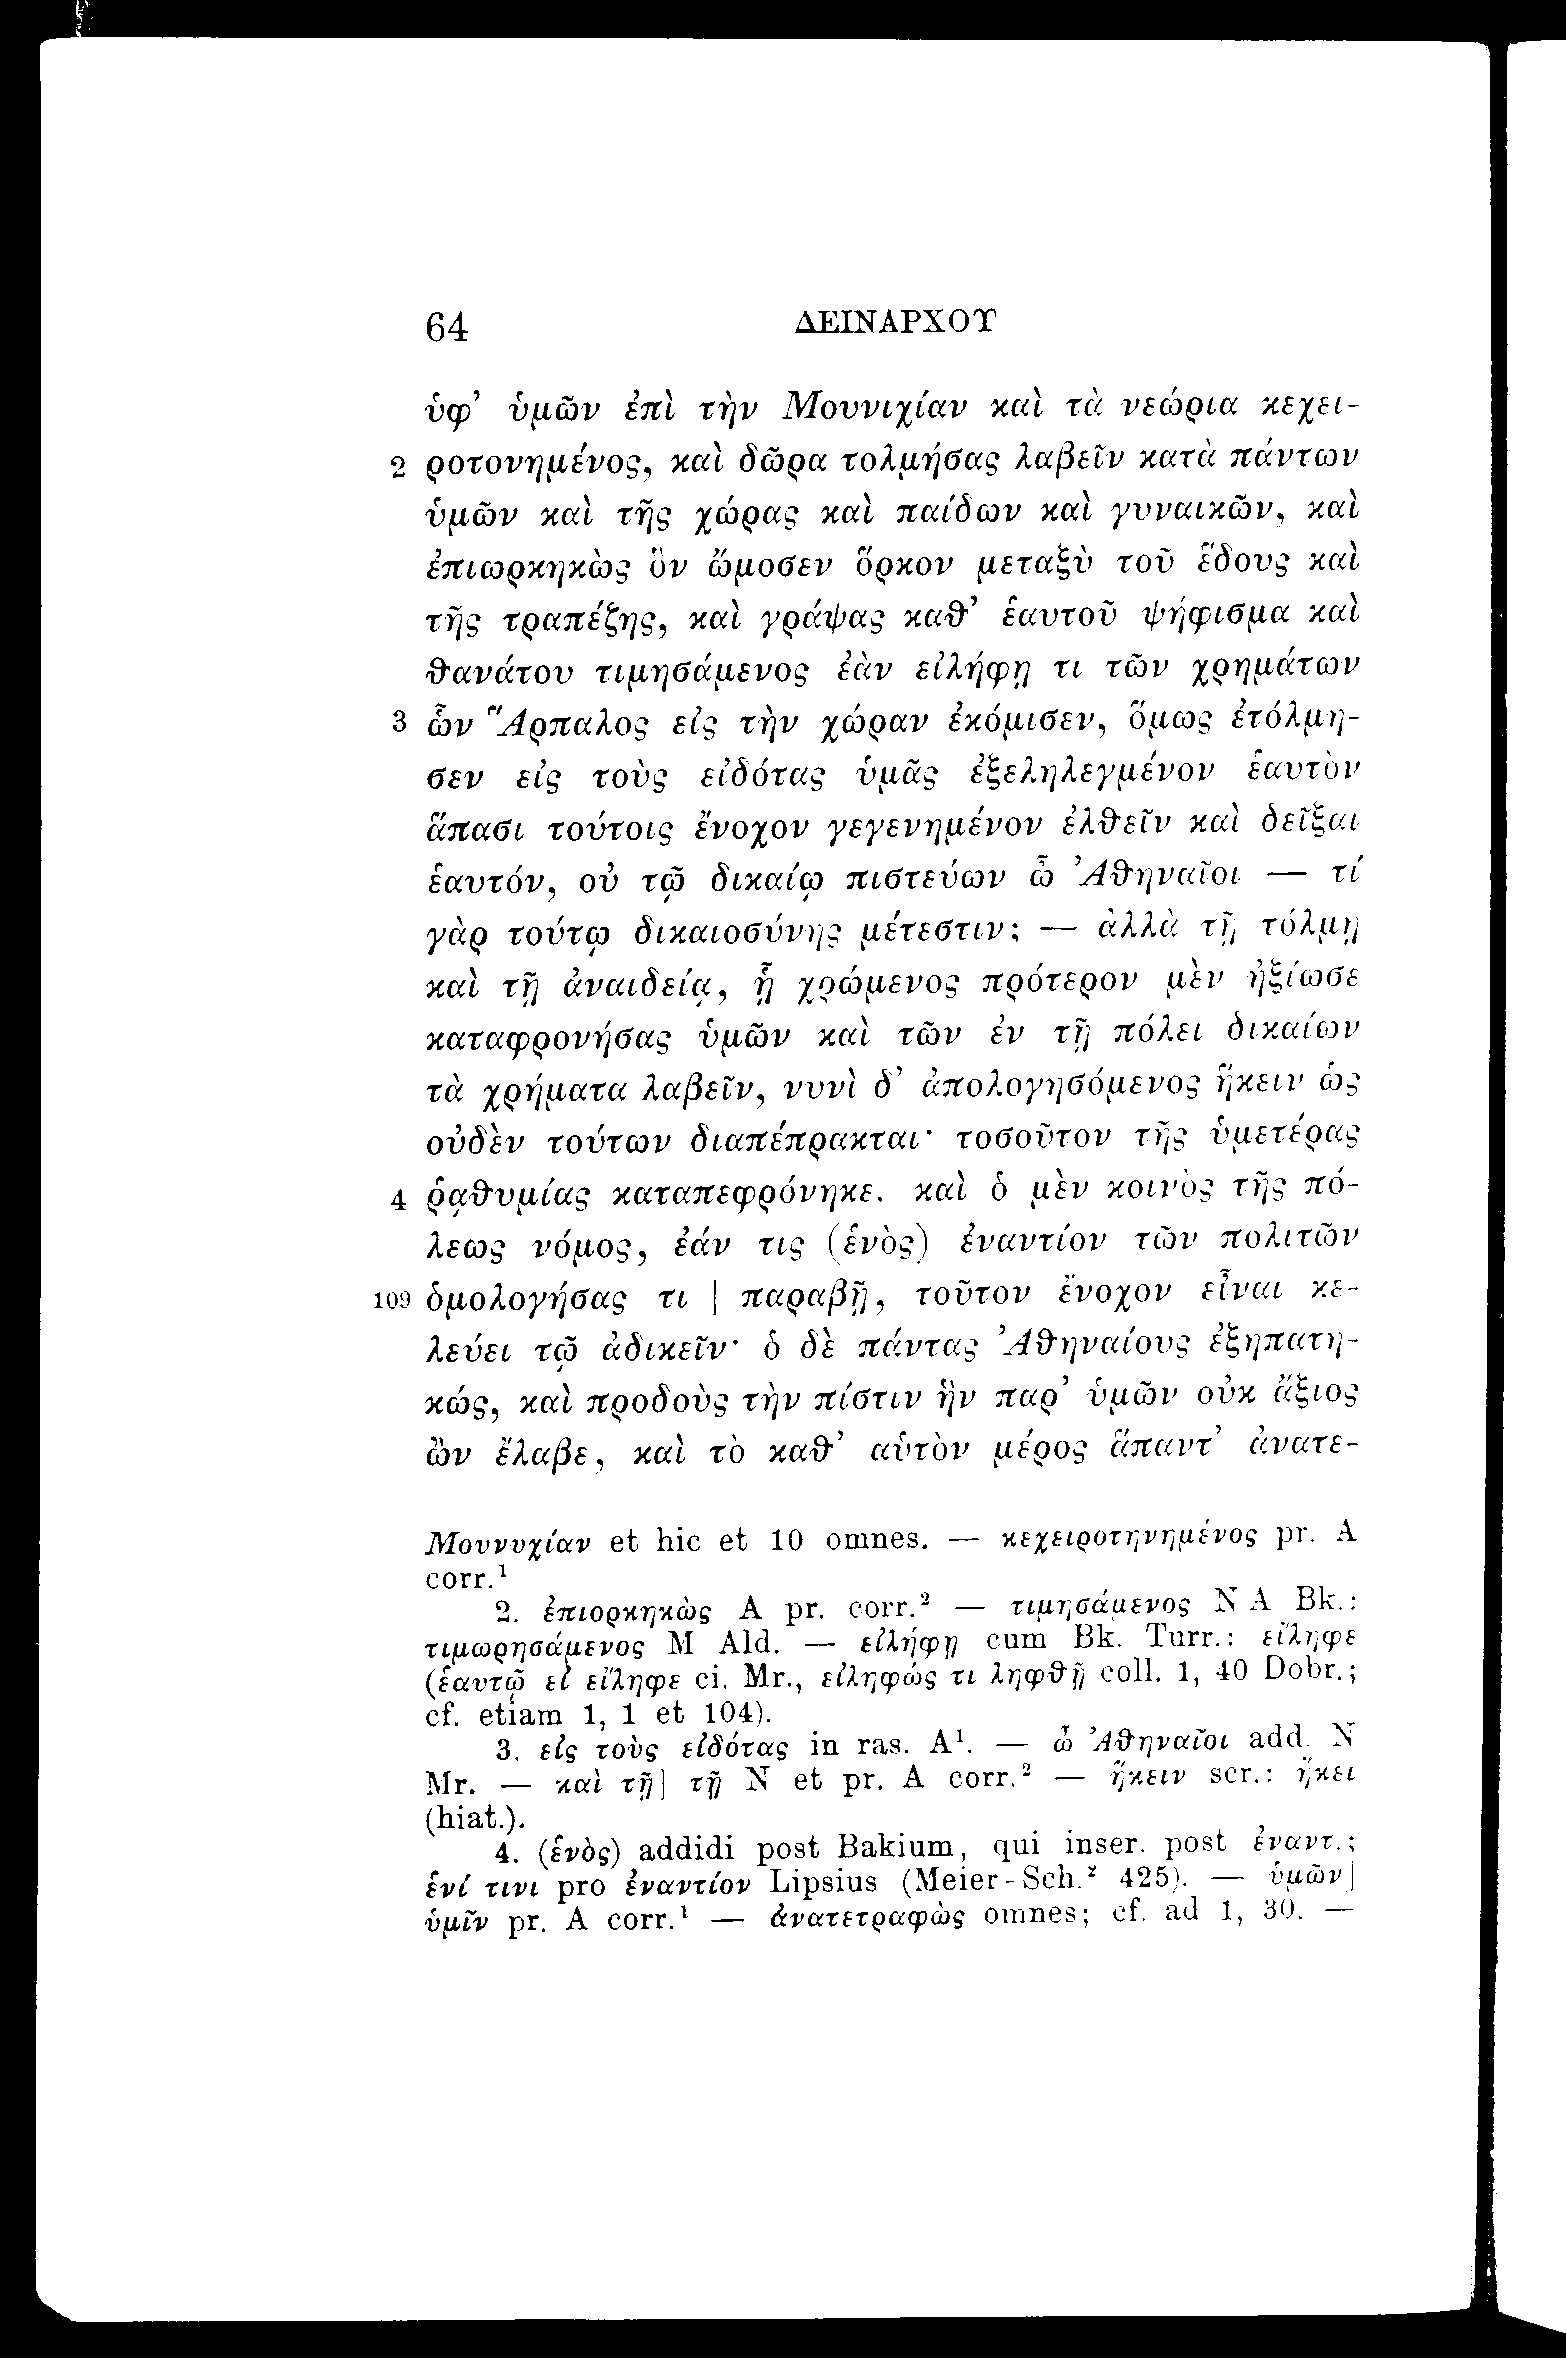 64 ΔΕΙΝΑΡΧΟΥ
ὑφ’ ὑμῶν ἐπὶ τὴν Μουνιχίαν καὶ τὰ νεώρια κεχει-
2 ροτονημένος, καὶ δῶρα τολμήσας λαβεῖν κατὰ πάντων
ὑμῶν καὶ τῆς χώρας καὶ παίδων καὶ γυναικῶν, καὶ
ἐπιωρκηκὼς ὃν ὤμοσεν ὅρκον μεταξὺ τοῦ ἕδους καὶ
τῆς τραπέζης, καὶ γράψας καθ’ ἑαυτοῦ ψήφισμα καὶ
θανάτου τιμησάμενος ἐὰν εἰλήφῃ τι τῶν χρημάτων
3 ὧν Ἅρπαλος εἰς τὴν χώραν ἐκόμισεν, ὅμως ἐτόλμη-
σεν εἰς τοὺς εἰδότας ὑμᾶς ἐξεληλεγμένον ἑαυτὸν
ἅπασι τούτοις ἔνοχον γεγενημένον ἐλθεῖν καὶ δεῖξαι
ἑαυτόν, οὐ τῷ δικαίῳ πιστεύων ὦ Ἀθηναῖοι — τί
γὰρ τούτῳ δικαιοσύνης μέτεστιν; — ἀλλὰ τῇ τόλμῃ
καὶ τῇ ἀναιδείᾳ, ᾗ χρώμενος πρότερον μὲν ἠξίωσε
καταφρονήσας ὑμῶν καὶ τῶν ἐν τῇ πόλει δικαίων
τὰ χρήματα λαβεῖν, νυνὶ δ’ ἀπολογησόμενος ἥκειν ὡς
οὐδὲν τούτων διαπέπρακται· τοσοῦτον τῆς ὑμετέρας
4 ῥᾳθυμίας καταπεφρόνηκε. καὶ ὁ μὲν κοινὸς τῆς πό-
λεως νόμος, ἐάν τις (ἑνὸς) ἐναντίον τῶν πολιτῶν
109 ὁμολογήσας τι | παραβῇ, τοῦτον ἔνοχον εἶναι κε-
λεύει τῷ ἀδικεῖν· ὁ δὲ πάντας Ἀθηναίους ἐξηπατη-
κώς, καὶ προδοὺς τὴν πίστιν ἣν παρ’ ὑμῶν οὐκ ἄξιος
ὢν ἔλαβε, καὶ τὸ καθ’ αὑτὸν μέρος ἅπαντ’ ἀνατε-
Μουνυχίαν et hic et 10 omnes. — κεχειροτηνημένος pr. A
corr.¹
2. ἐπιορκηκὼς A pr. corr.² — τιμησάμενος N A Bk.:
τιμωρησάμενος M Ald. — εἰλήφῃ cum Bk. Turr.: εἴληφε
(ἑαυτῷ εἰ εἴληφε ci. Mr., εἰληφώς τι ληφθῇ coll. 1, 40 Dobr.;
cf. etiam 1, 1 et 104).
3. εἰς τοὺς εἰδότας in ras. A¹. — ὦ Ἀθηναῖοι add. N
Mr. — καὶ τῇ] τῇ N et pr. A corr.² — ἥκειν scr.: ἥκει
(hiat.).
4. (ἑνὸς) addidi post Bakium, qui inser. post ἐναντ.;
ἑνί τινι pro ἐναντίον Lipsius (Meier-Sch.² 425). — ὑμῶν]
ὑμῖν pr. A corr.¹ — ἀνατετραφὼς omnes; cf. ad 1, 30. —